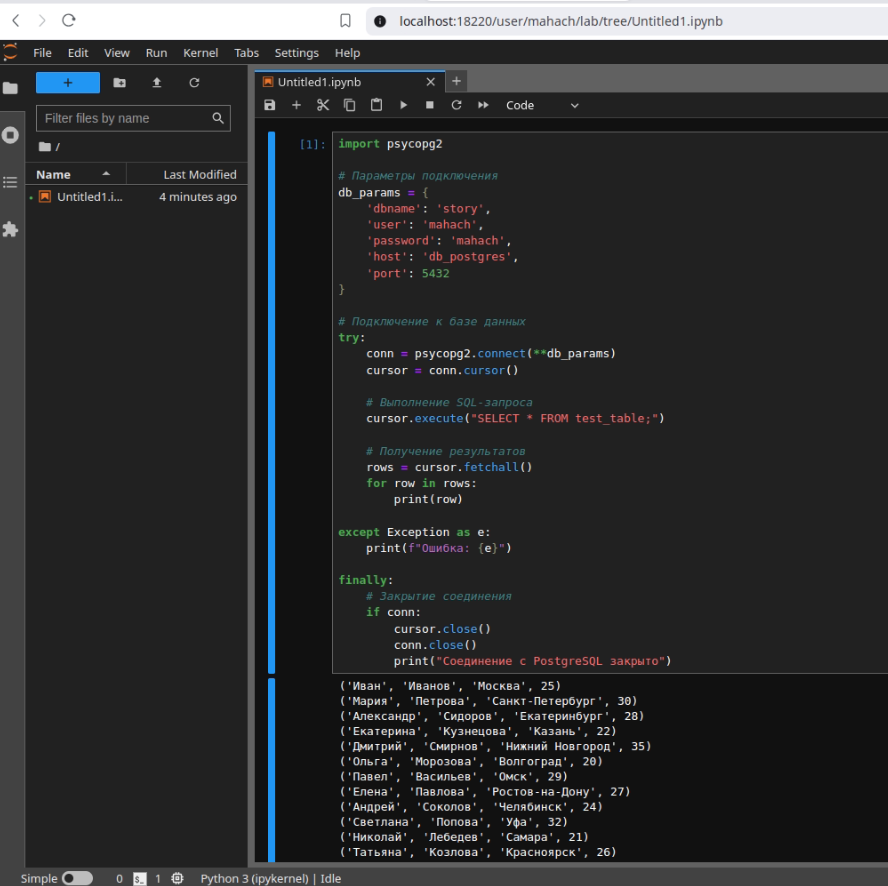 localhost:18220/user/mahach/lab/tree/Untitled1.ipynb
File Edit View Run Kernel Tabs Settings Help
Filter files by name
/
Name Last Modified
Untitled1.i... 4 minutes ago
Untitled1.ipynb
Code
[1]:
import psycopg2

# Параметры подключения
db_params = {
    'dbname': 'story',
    'user': 'mahach',
    'password': 'mahach',
    'host': 'db_postgres',
    'port': 5432
}

# Подключение к базе данных
try:
    conn = psycopg2.connect(**db_params)
    cursor = conn.cursor()

    # Выполнение SQL-запроса
    cursor.execute("SELECT * FROM test_table;")

    # Получение результатов
    rows = cursor.fetchall()
    for row in rows:
        print(row)

except Exception as e:
    print(f"Ошибка: {e}")

finally:
    # Закрытие соединения
    if conn:
        cursor.close()
        conn.close()
        print("Соединение с PostgreSQL закрыто")
('Иван', 'Иванов', 'Москва', 25)
('Мария', 'Петрова', 'Санкт-Петербург', 30)
('Александр', 'Сидоров', 'Екатеринбург', 28)
('Екатерина', 'Кузнецова', 'Казань', 22)
('Дмитрий', 'Смирнов', 'Нижний Новгород', 35)
('Ольга', 'Морозова', 'Волгоград', 20)
('Павел', 'Васильев', 'Омск', 29)
('Елена', 'Павлова', 'Ростов-на-Дону', 27)
('Андрей', 'Соколов', 'Челябинск', 24)
('Светлана', 'Попова', 'Уфа', 32)
('Николай', 'Лебедев', 'Самара', 21)
('Татьяна', 'Козлова', 'Красноярск', 26)
Simple 0 1 Python 3 (ipykernel) | Idle